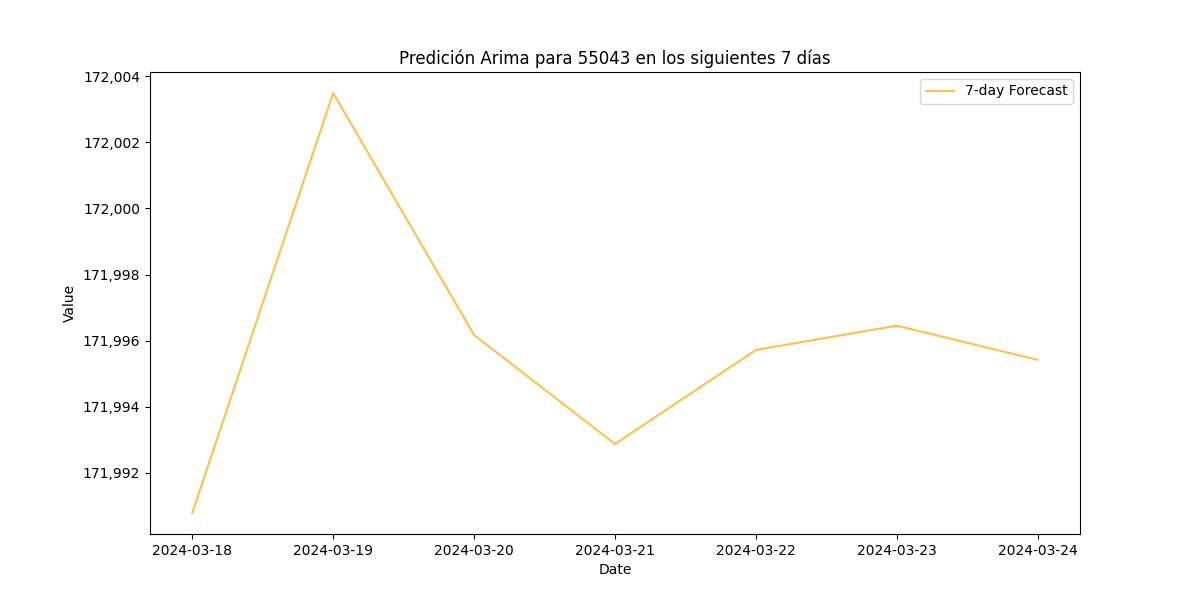 Predición Arima para 55043 en los siguientes 7 días
7-day Forecast
172,004
172,002
172,000
171,998
171,996
171,994
171,992
Value
2024-03-18 2024-03-19 2024-03-20 2024-03-21 2024-03-22 2024-03-23 2024-03-24
Date